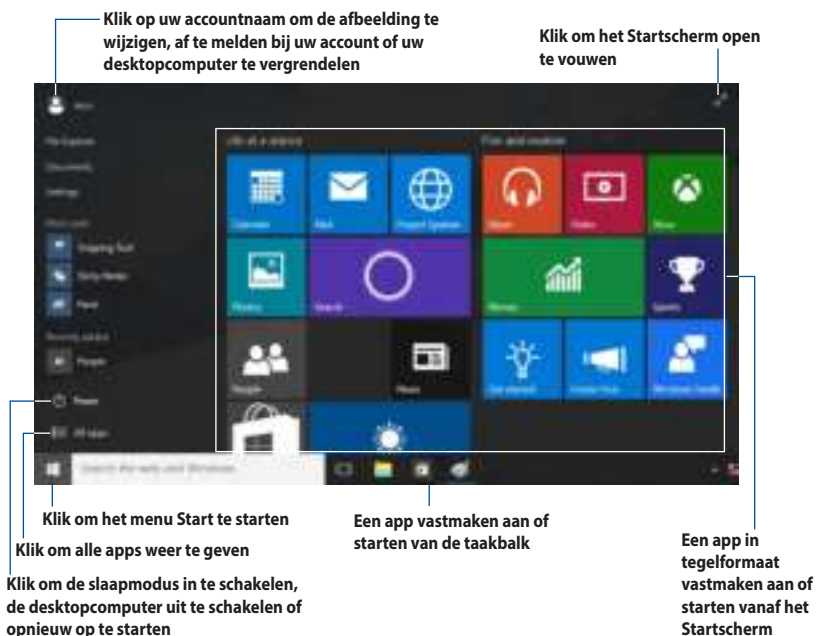 Klik op uw accountnaam om de afbeelding te
wijzigen, af te melden bij uw account of uw
desktopcomputer te vergrendelen
Klik om het Startscherm open
te vouwen
File Explorer
Documents
Settings
Most used
Snipping Tool
Sticky Notes
Paint
Recently added
People
Power
All apps
Search the web and Windows
Life at a glance
Calendar
Mail
Photos
Search
People
News
Play and explore
Music
Video
Xbox
Money
Sports
Get started
Klik om het menu Start te starten
Klik om alle apps weer te geven
Klik om de slaapmodus in te schakelen,
de desktopcomputer uit te schakelen of
opnieuw op te starten
Een app vastmaken aan of
starten van de taakbalk
Een app in
tegelformaat
vastmaken aan of
starten vanaf het
Startscherm